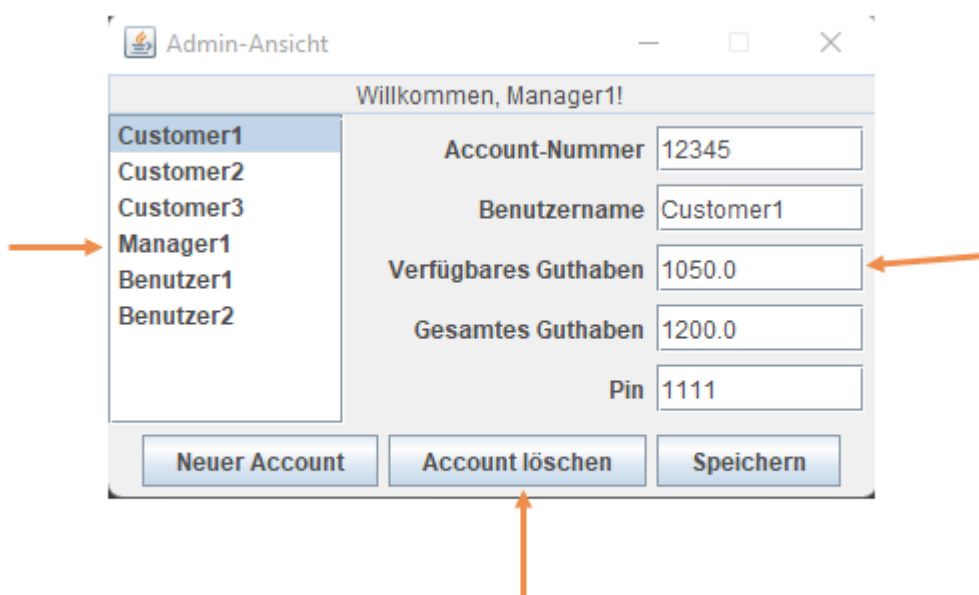 Admin-Ansicht
Willkommen, Manager1!
Customer1
Customer2
Customer3
Manager1
Benutzer1
Benutzer2
Account-Nummer 12345
Benutzername Customer1
Verfügbares Guthaben 1050.0
Gesamtes Guthaben 1200.0
Pin 1111
Neuer Account Account löschen Speichern